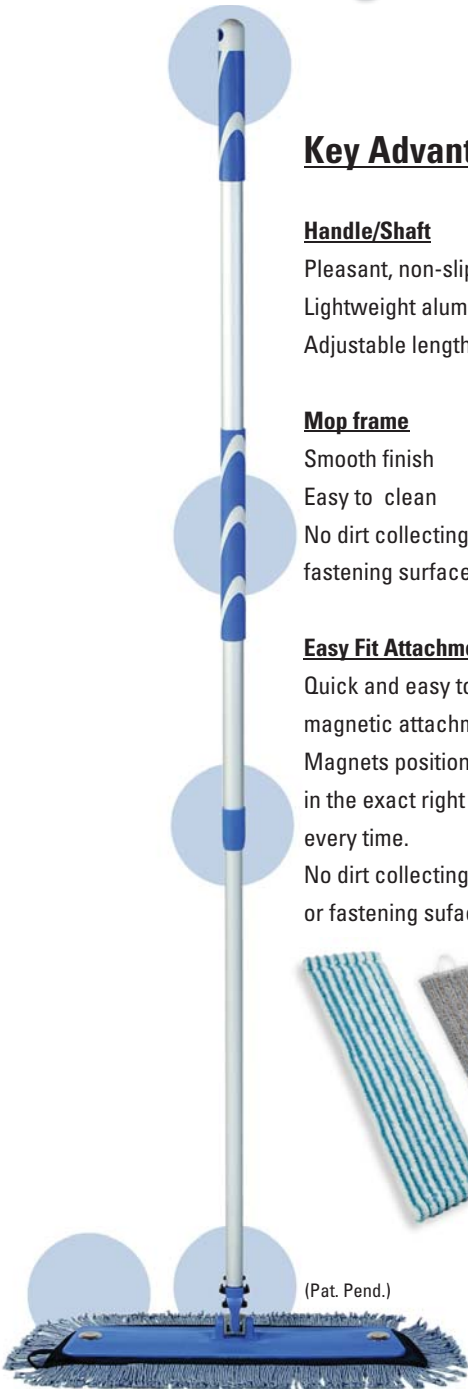 Key Advant
Handle/Shaft
Pleasant, non-slip
Lightweight alum
Adjustable length
Mop frame
Smooth finish
Easy to clean
No dirt collecting
fastening surface
Easy Fit Attachme
Quick and easy to
magnetic attachm
Magnets position
in the exact right
every time.
No dirt collecting
or fastening sufac
(Pat. Pend.)